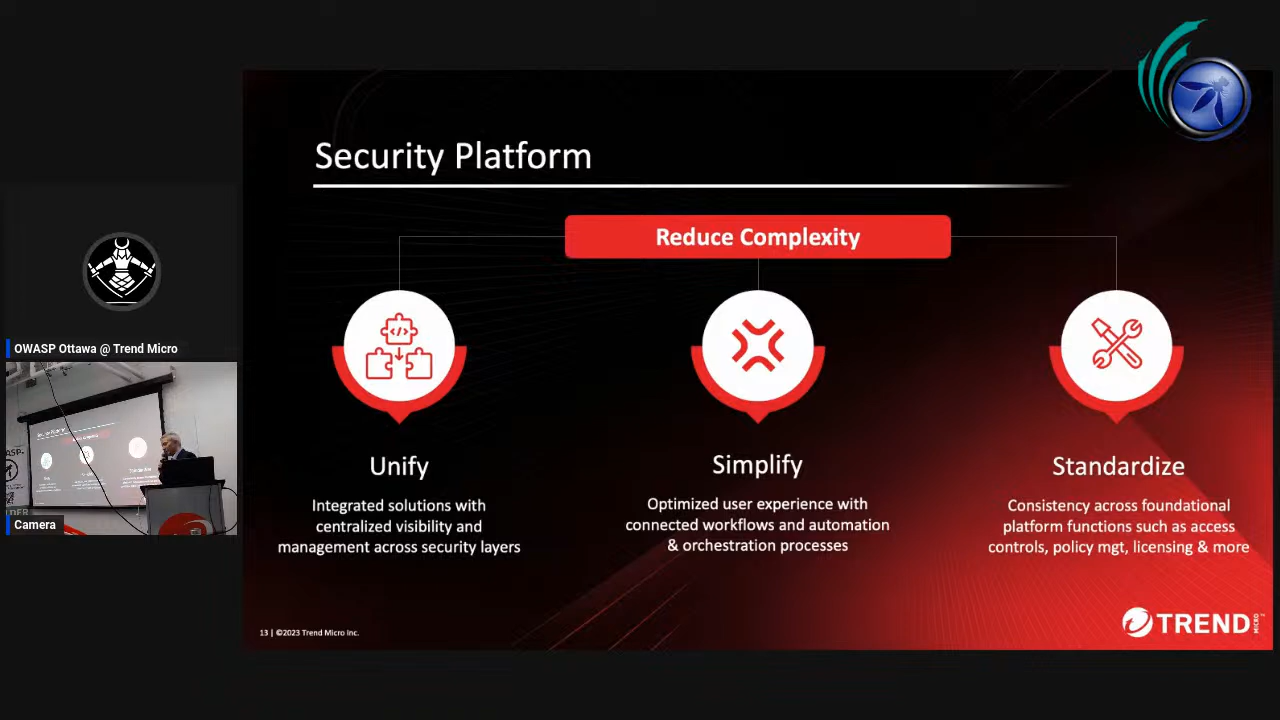 Security Platform
Reduce Complexity
Unify
Integrated solutions with
centralized visibility and
management across security layers
Simplify
Optimized user experience with
connected workflows and automation
& orchestration processes
Standardize
Consistency across foundational
platform functions such as access
controls, policy mgt, licensing & more
13 | ©2023 Trend Micro Inc.
TREND
MICRO
OWASP Ottawa @ Trend Micro
Camera